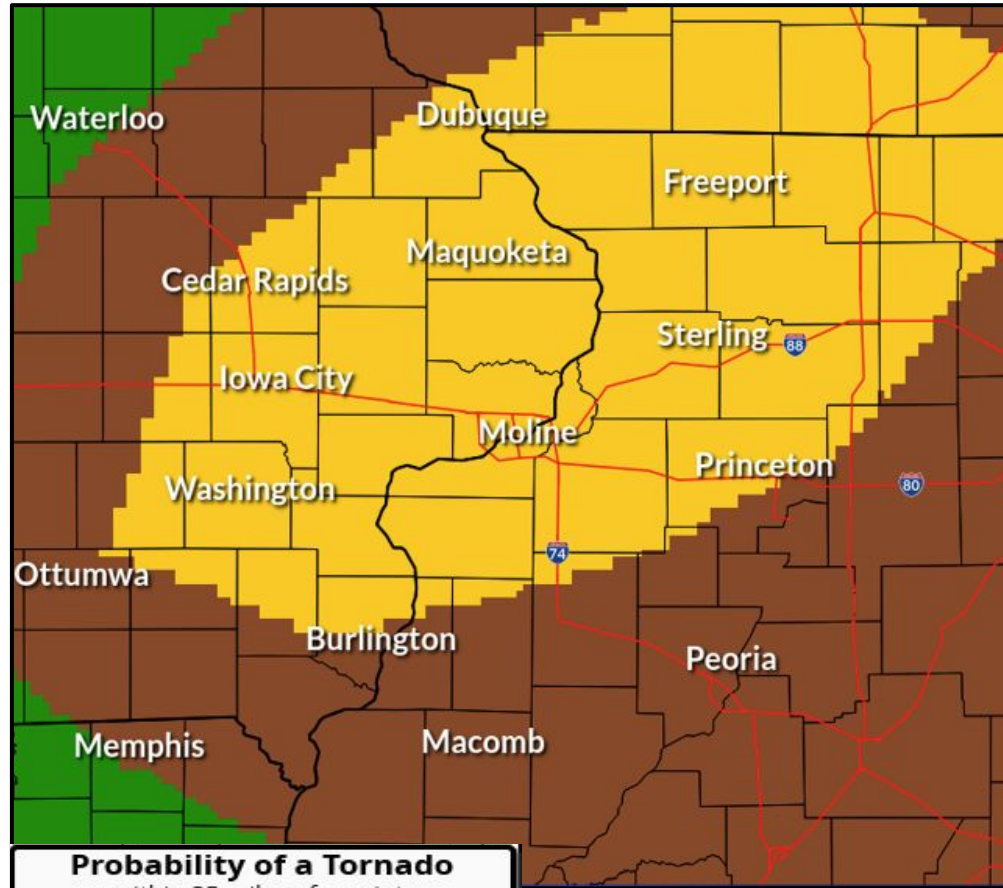 Waterloo
Dubuque
Freeport
Maquoketa
Cedar Rapids
Sterling
88
Iowa City
Moline
Princeton
Washington
80
74
Ottumwa
Burlington
Peoria
Memphis
Macomb
Probability of a Tornado